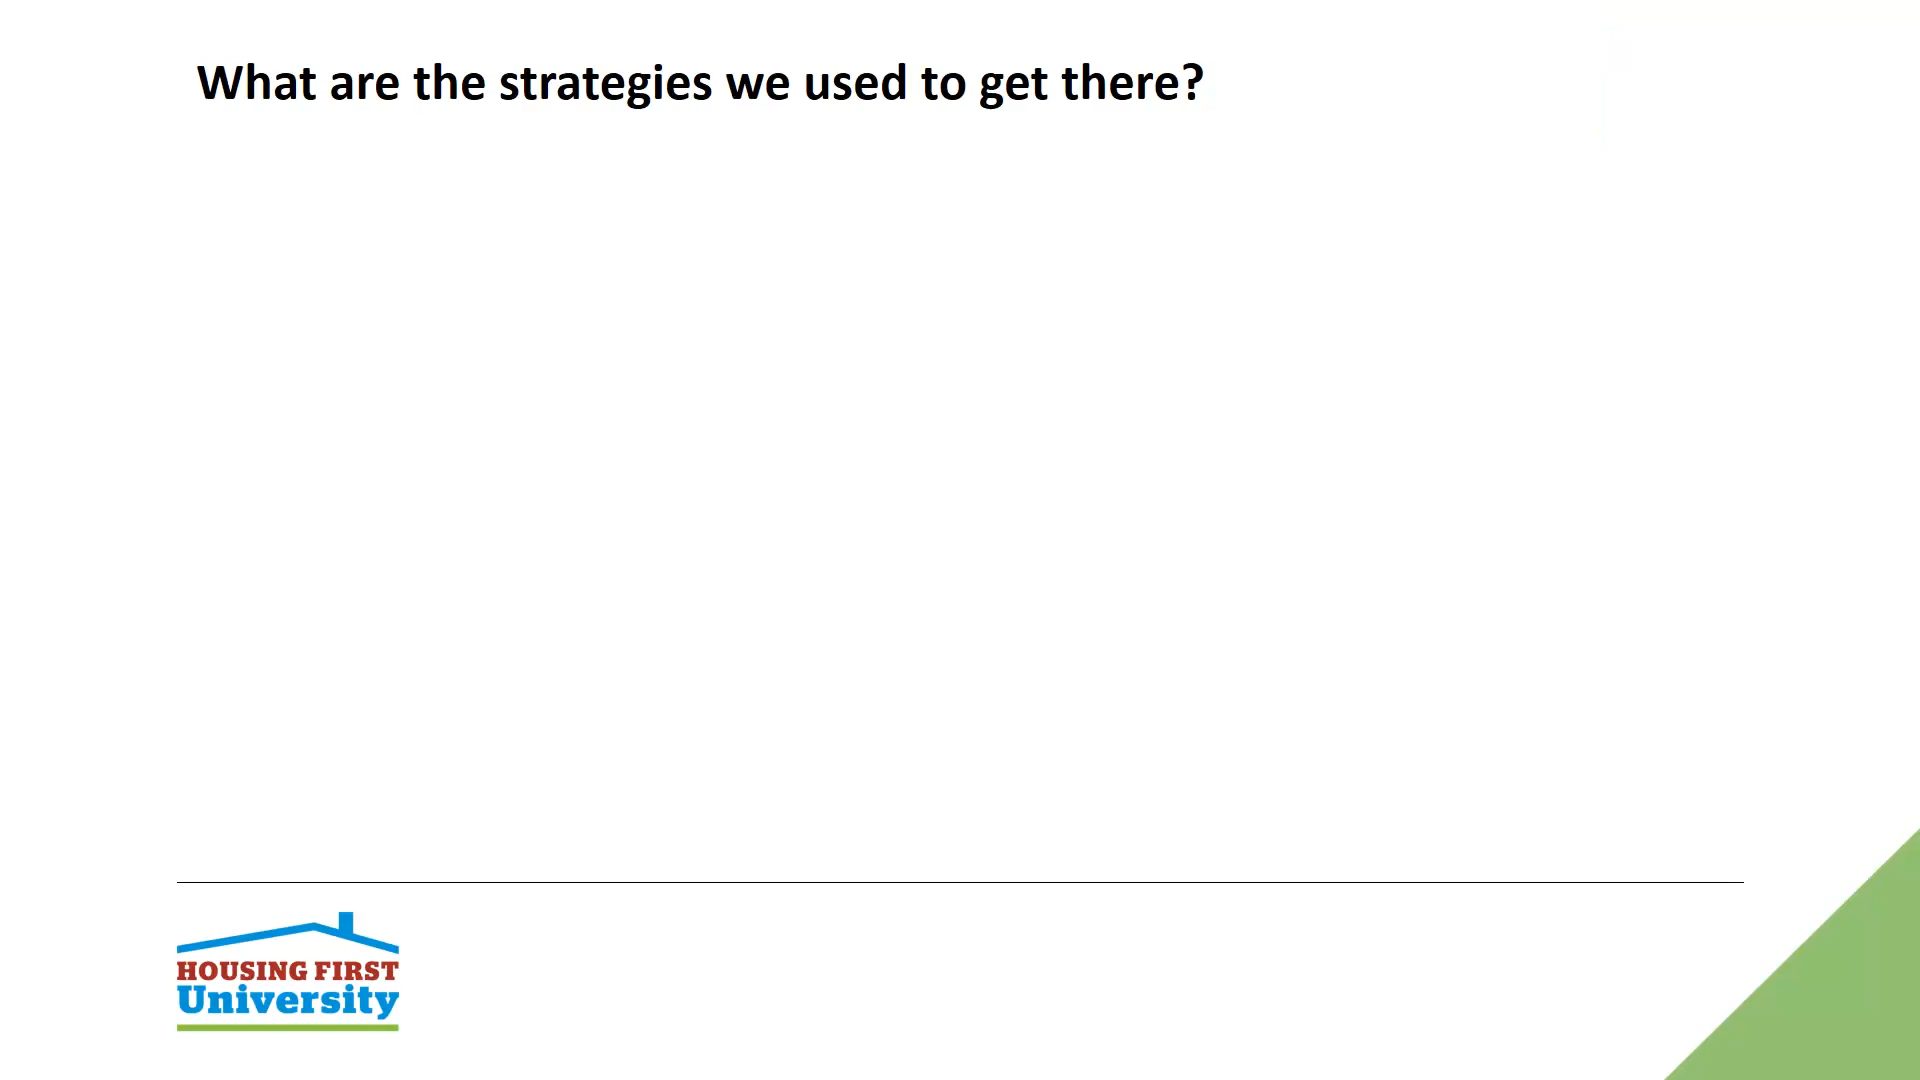 What are the strategies we used to get there?
HOUSING FIRST
University